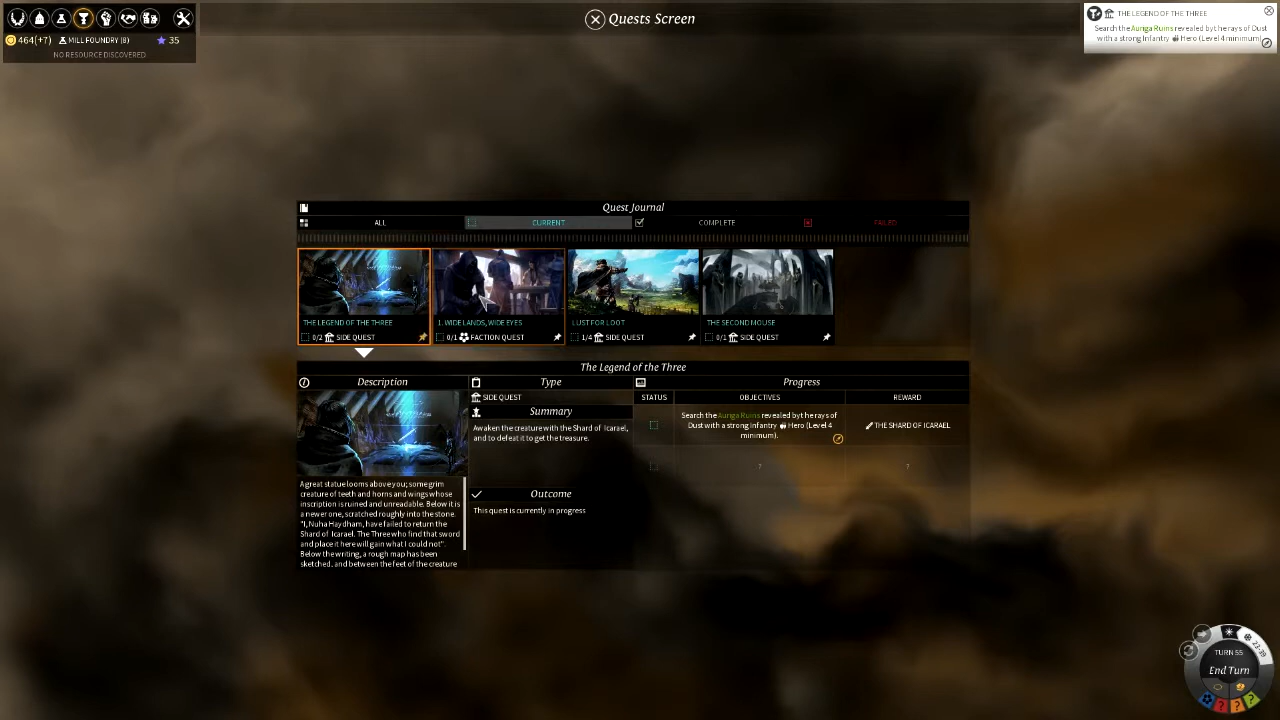 Quests Screen
464(+7) MILL FOUNDRY (8) 35
NO RESOURCE DISCOVERED
THE LEGEND OF THE THREE
Search the Auriga Ruins revealed by the rays of Dust
with a strong Infantry Hero (Level 4 minimum).
Quest Journal
ALL CURRENT COMPLETE FAILED
THE LEGEND OF THE THREE
0/2 SIDE QUEST
1. WIDE LANDS, WIDE EYES
0/1 FACTION QUEST
LUST FOR LOOT
1/4 SIDE QUEST
THE SECOND MOUSE
0/1 SIDE QUEST
The Legend of the Three
Description
A great statue looms above you; some grim
creature of teeth and horns and wings whose
inscription is ruined and unreadable. Below it is
a newer one, scratched roughly into the stone.
"I, Nuha Haydham, have failed to return the
Shard of Icarael. The Three who find that sword
and place it here will gain what I could not".
Below the writing, a rough map has been
sketched, and between the feet of the creature
Type
SIDE QUEST
Summary
Awaken the creature with the Shard of Icarael,
and to defeat it to get the treasure.
Outcome
This quest is currently in progress
Progress
STATUS OBJECTIVES REWARD
Search the Auriga Ruins revealed by the rays of
Dust with a strong Infantry Hero (Level 4
minimum).
THE SHARD OF ICARAEL
? ?
23-39
TURN 55
End Turn
? ? ?